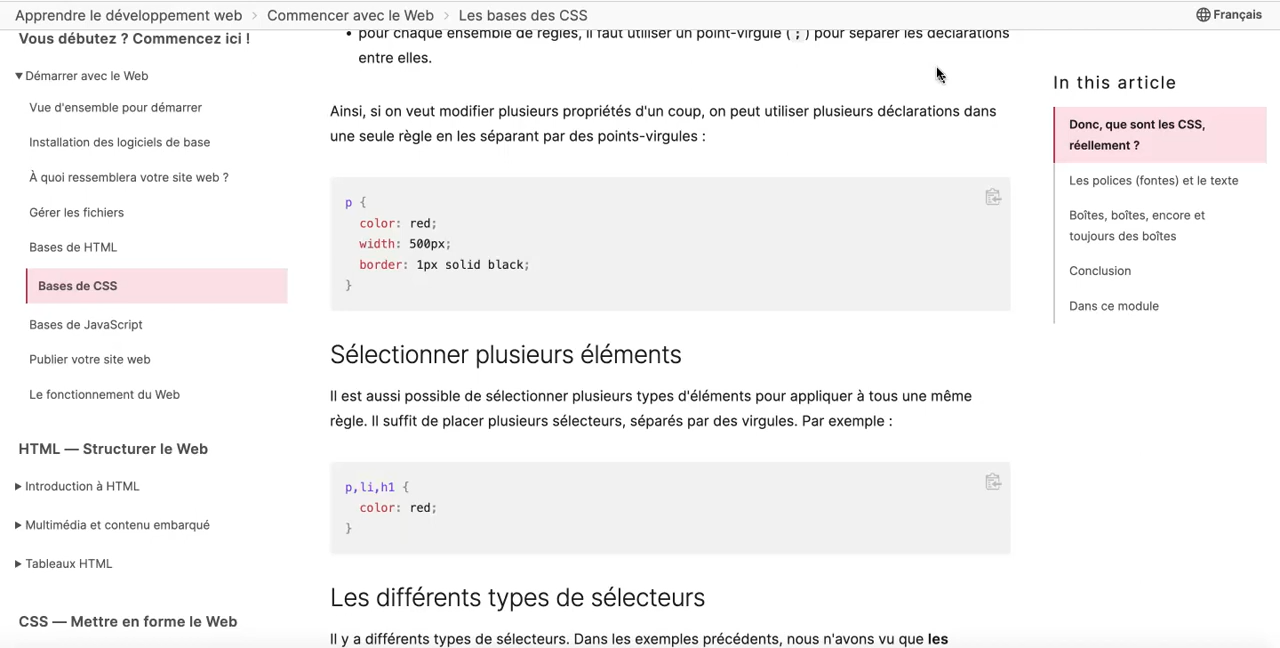 Apprendre le développement web > Commencer avec le Web > Les bases des CSS
Français
Vous débutez ? Commencez ici !
▼ Démarrer avec le Web
Vue d'ensemble pour démarrer
Installation des logiciels de base
À quoi ressemblera votre site web ?
Gérer les fichiers
Bases de HTML
Bases de CSS
Bases de JavaScript
Publier votre site web
Le fonctionnement du Web
HTML — Structurer le Web
▶ Introduction à HTML
▶ Multimédia et contenu embarqué
▶ Tableaux HTML
CSS — Mettre en forme le Web
• pour chaque ensemble de règles, il faut utiliser un point-virgule (;) pour séparer les déclarations
entre elles.
Ainsi, si on veut modifier plusieurs propriétés d'un coup, on peut utiliser plusieurs déclarations dans
une seule règle en les séparant par des points-virgules :
p {
  color: red;
  width: 500px;
  border: 1px solid black;
}
Sélectionner plusieurs éléments
Il est aussi possible de sélectionner plusieurs types d'éléments pour appliquer à tous une même
règle. Il suffit de placer plusieurs sélecteurs, séparés par des virgules. Par exemple :
p,li,h1 {
  color: red;
}
Les différents types de sélecteurs
Il y a différents types de sélecteurs. Dans les exemples précédents, nous n'avons vu que les
In this article
Donc, que sont les CSS,
réellement ?
Les polices (fontes) et le texte
Boîtes, boîtes, encore et
toujours des boîtes
Conclusion
Dans ce module